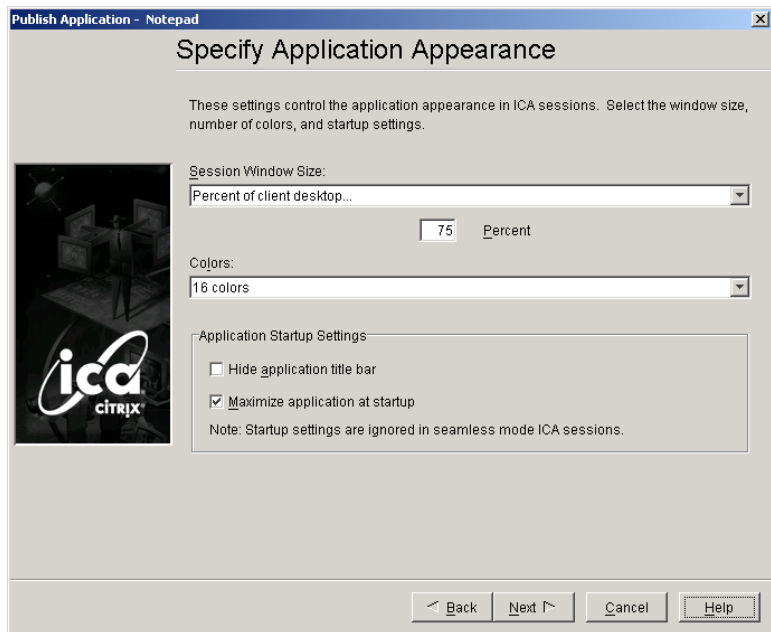 Publish Application - Notepad
Specify Application Appearance
These settings control the application appearance in ICA sessions. Select the window size,
number of colors, and startup settings.
Session Window Size:
Percent of client desktop...
75 Percent
Colors:
16 colors
ica
CITRIX
Application Startup Settings
Hide application title bar
Maximize application at startup
Note: Startup settings are ignored in seamless mode ICA sessions.
Back Next Cancel Help